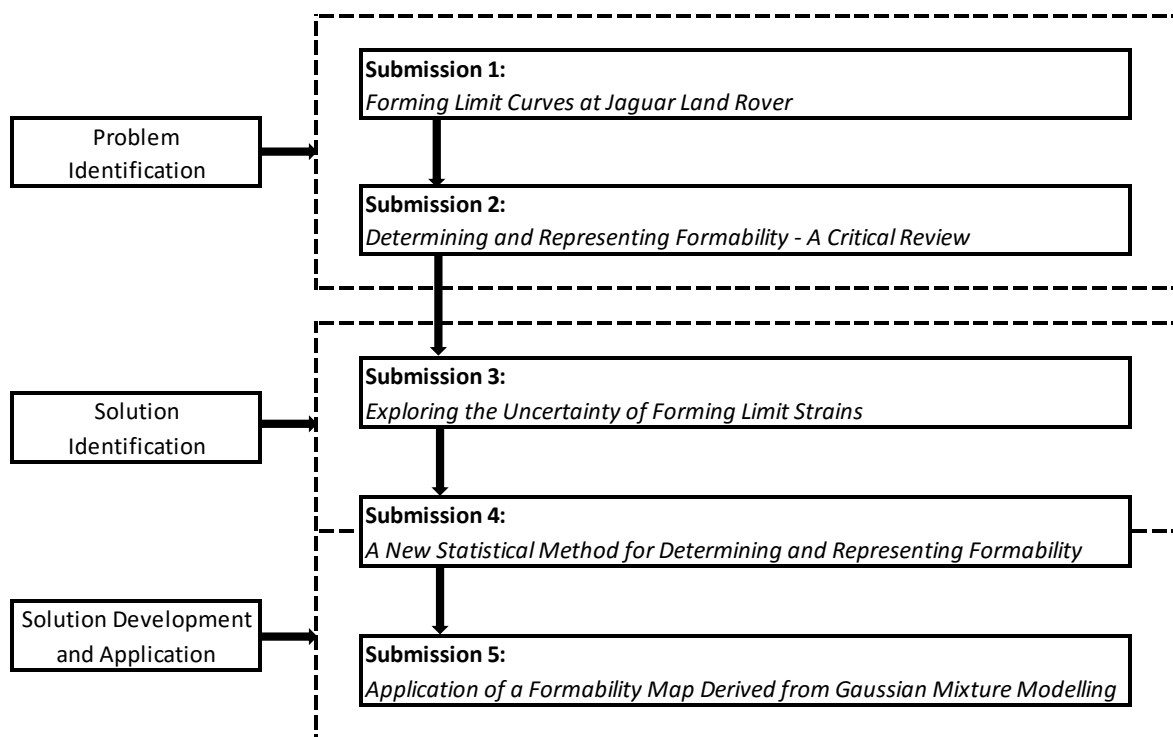 Submission 1:
Forming Limit Curves at Jaguar Land Rover
Problem
Identification
Submission 2:
Determining and Representing Formability - A Critical Review
Submission 3:
Exploring the Uncertainty of Forming Limit Strains
Solution
Identification
Submission 4:
A New Statistical Method for Determining and Representing Formability
Solution Development
and Application
Submission 5:
Application of a Formability Map Derived from Gaussian Mixture Modelling